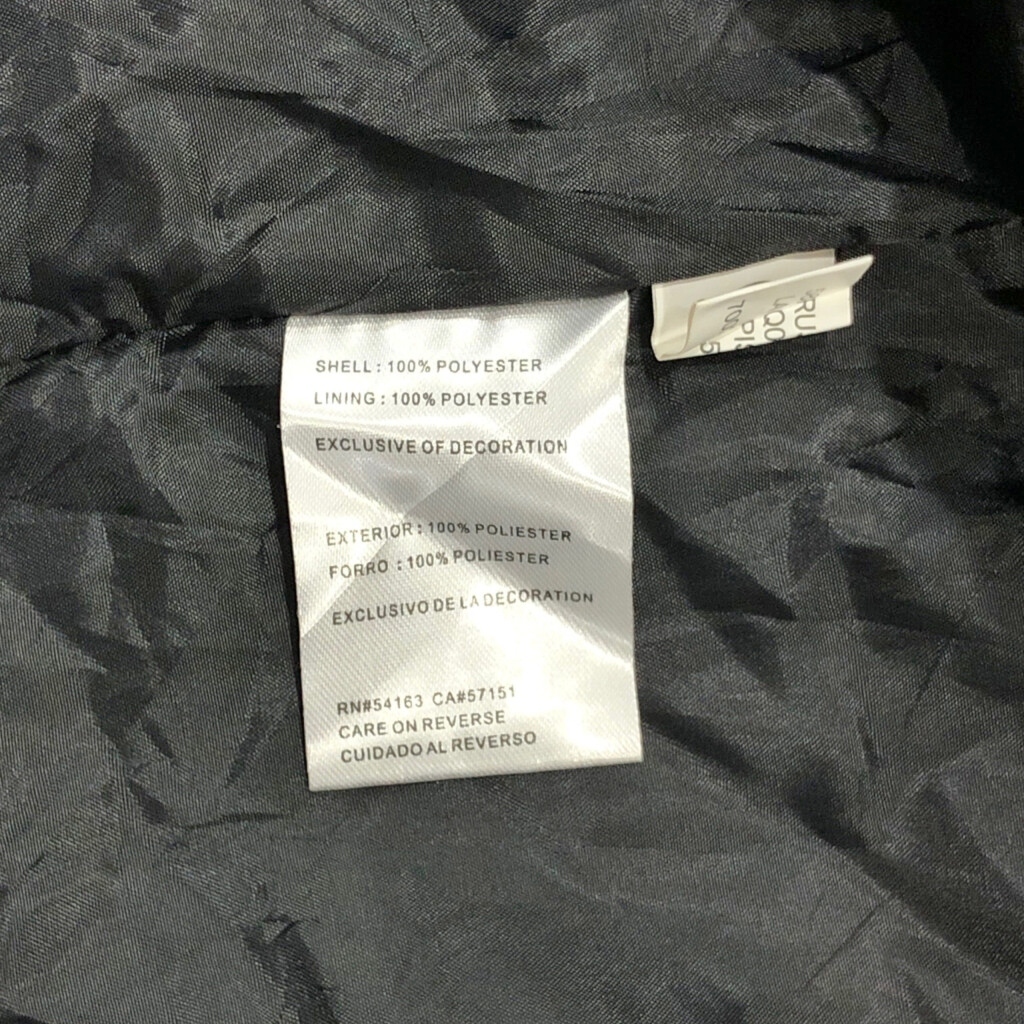 SHELL : 100% POLYESTER
LINING : 100% POLYESTER
EXCLUSIVE OF DECORATION
EXTERIOR : 100% POLIESTER
FORRO : 100% POLIESTER
EXCLUSIVO DE LA DECORATION
RN#54163 CA#57151
CARE ON REVERSE
CUIDADO AL REVERSO